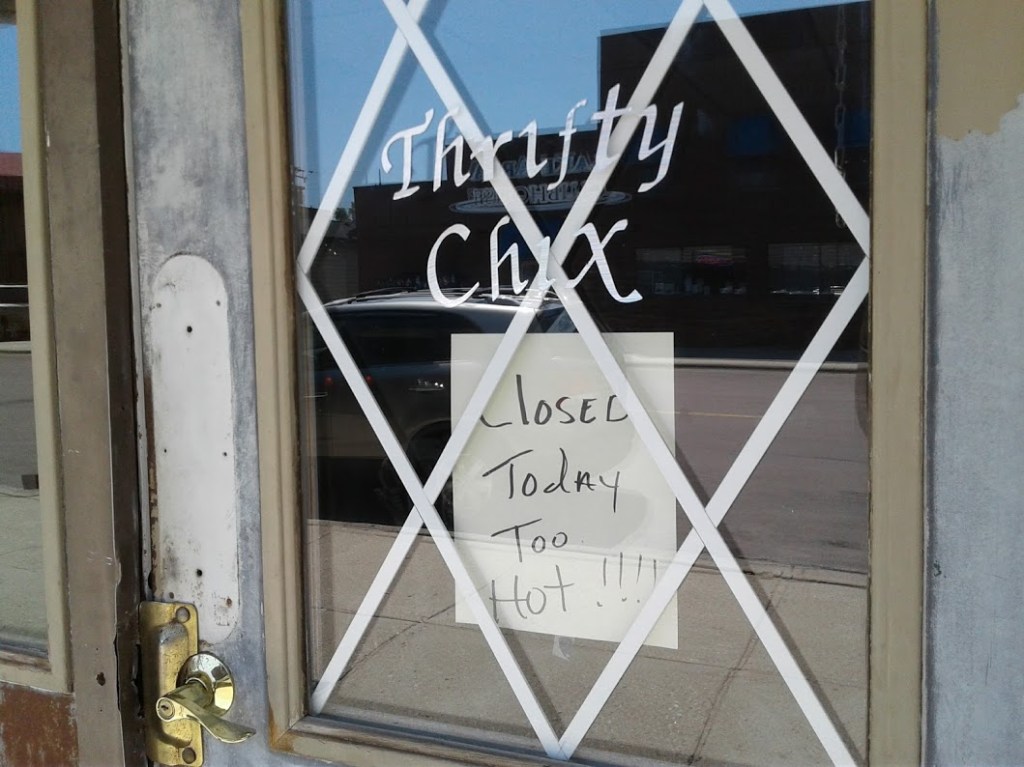 Thrifty
Chix
CLOSED
TodAy
Too
Hot !!!!